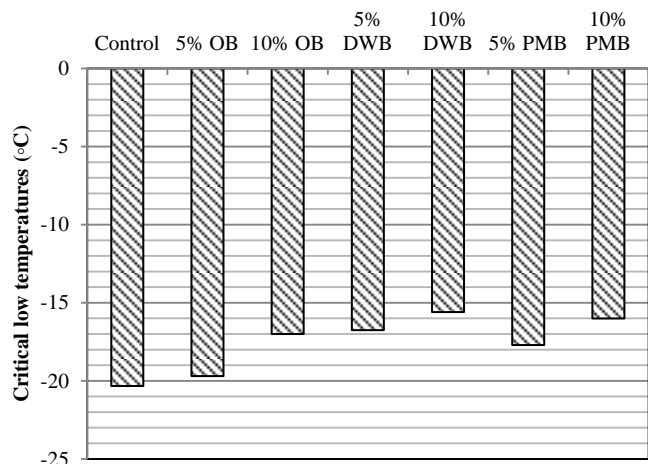 5% 10% 10%
Control 5% OB 10% OB DWB DWB 5% PMB PMB
0
-5
-10
-15
-20
-25
Critical low temperatures (◦C)